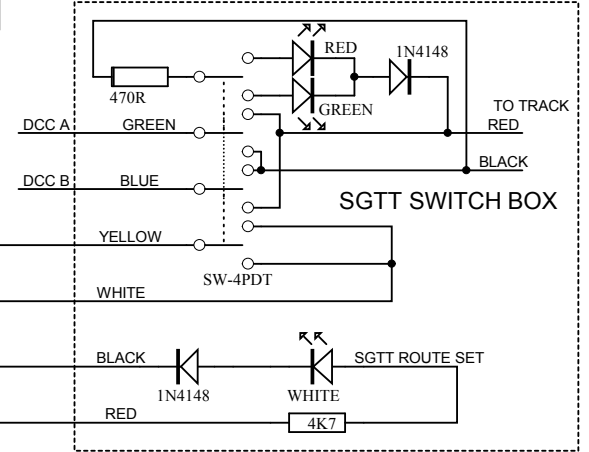 RED
1N4148
470R
GREEN
TO TRACK
DCC A
GREEN
RED
BLACK
DCC B
BLUE
SGTT SWITCH BOX
YELLOW
SW-4PDT
WHITE
BLACK
SGTT ROUTE SET
1N4148
WHITE
RED
4K7